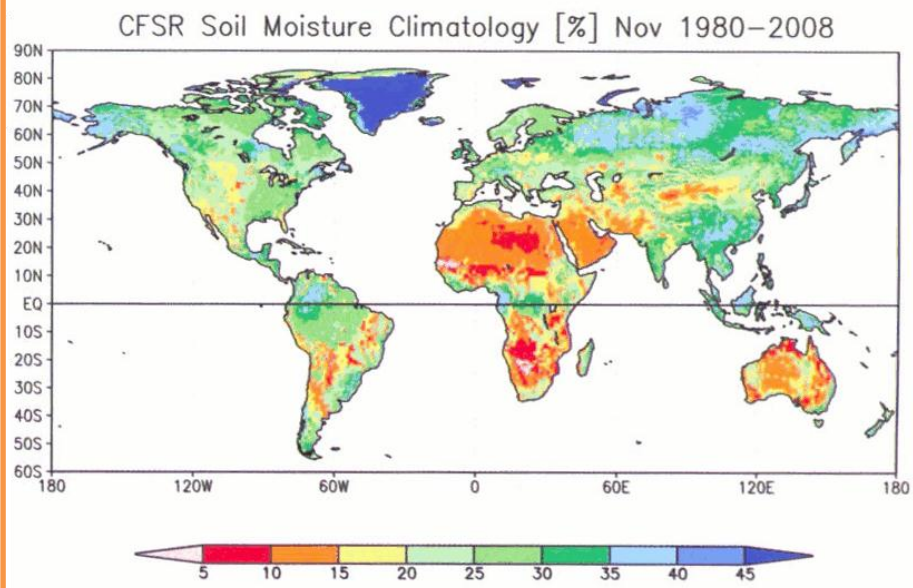 CFSR Soil Moisture Climatology [%] Nov 1980-2008
90N
80N
70N
60N
50N
40N
30N
20N
10N
EQ
10S
20S
30S
40S
50S
60S
180 120W 60W 0 60E 120E 180
5 10 15 20 25 30 35 40 45